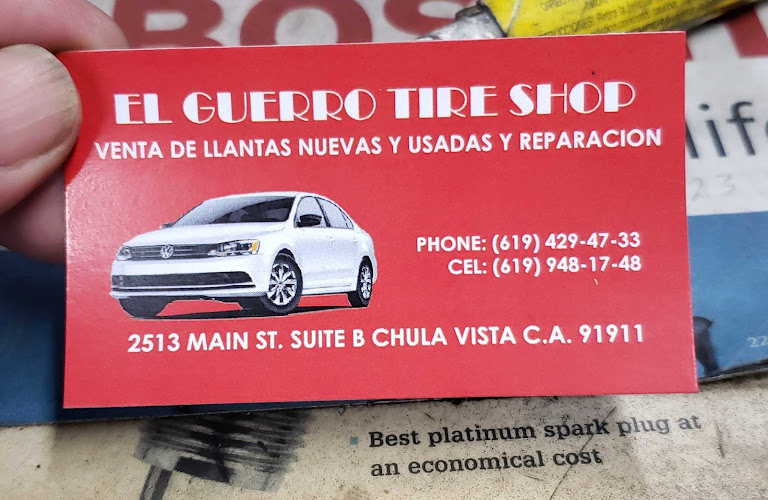 EL GUERRO TIRE SHOP
VENTA DE LLANTAS NUEVAS Y USADAS Y REPARACION
PHONE: (619) 429-47-33
CEL: (619) 948-17-48
2513 MAIN ST. SUITE B CHULA VISTA C.A. 91911
Best platinum spark plug at
an economical cost